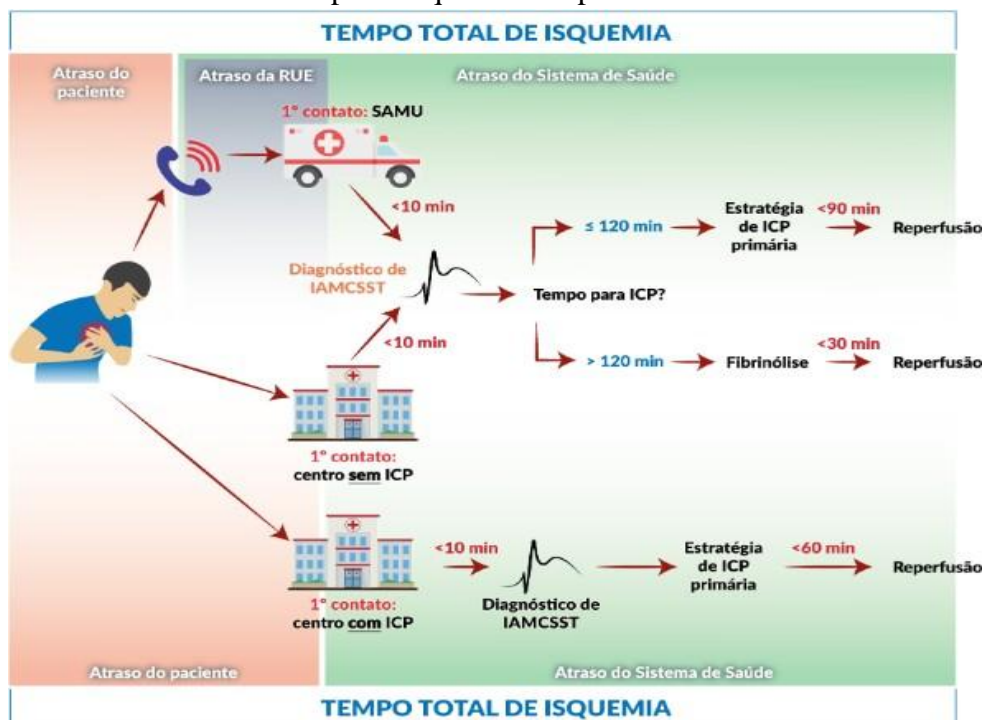 TEMPO TOTAL DE ISQUEMIA
Atraso do
paciente
Atraso da RUE
Atraso do Sistema de Saúde
1º contato: SAMU
<10 min
Diagnóstico de
IAMCSST
<10 min
Tempo para ICP?
≤ 120 min
Estratégia
de ICP
primária
<90 min
Reperfusão
> 120 min
Fibrinólise
<30 min
Reperfusão
1º contato:
centro sem ICP
1º contato:
centro com ICP
<10 min
Diagnóstico de
IAMCSST
Estratégia
de ICP
primária
<60 min
Reperfusão
Atraso do paciente
Atraso do Sistema de Saúde
TEMPO TOTAL DE ISQUEMIA